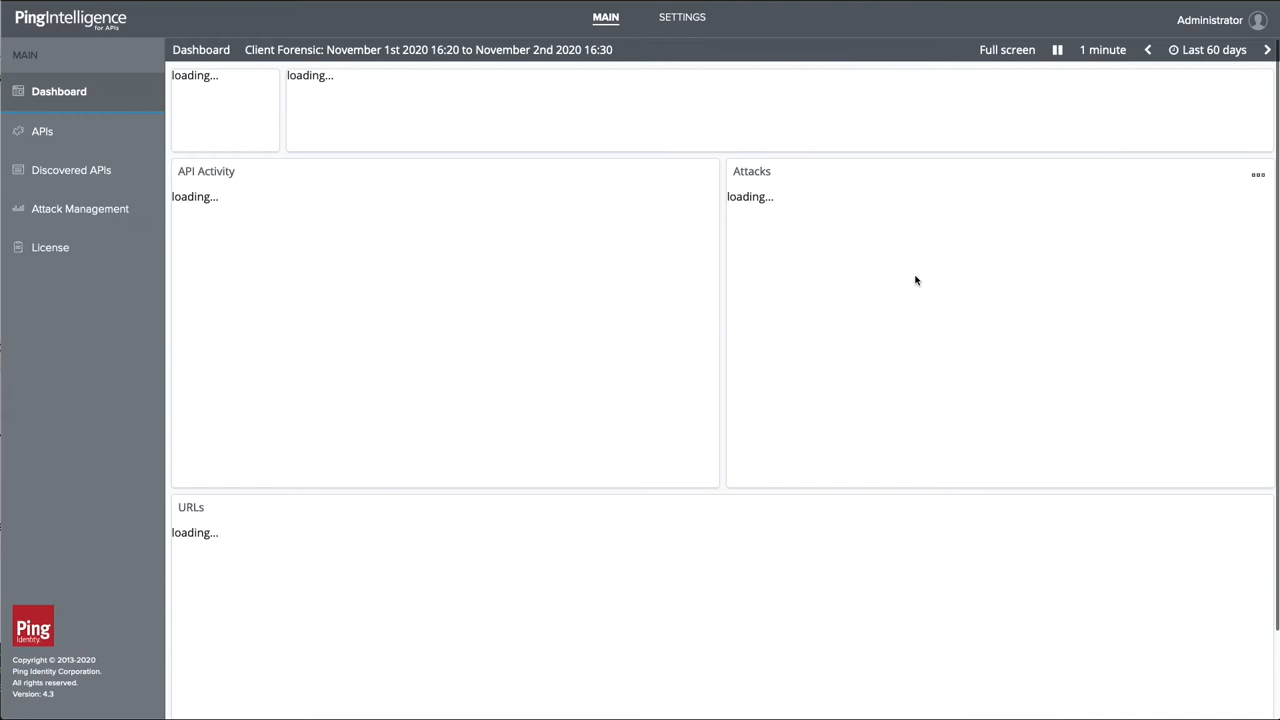 PingIntelligence
for APIs
MAIN
SETTINGS
Administrator
MAIN
Dashboard
APIs
Discovered APIs
Attack Management
License
Dashboard
Client Forensic: November 1st 2020 16:20 to November 2nd 2020 16:30
Full screen
1 minute
Last 60 days
loading...
loading...
API Activity
loading...
Attacks
loading...
URLs
loading...
Ping
Identity.
Copyright © 2013-2020
Ping Identity Corporation.
All rights reserved.
Version: 4.3